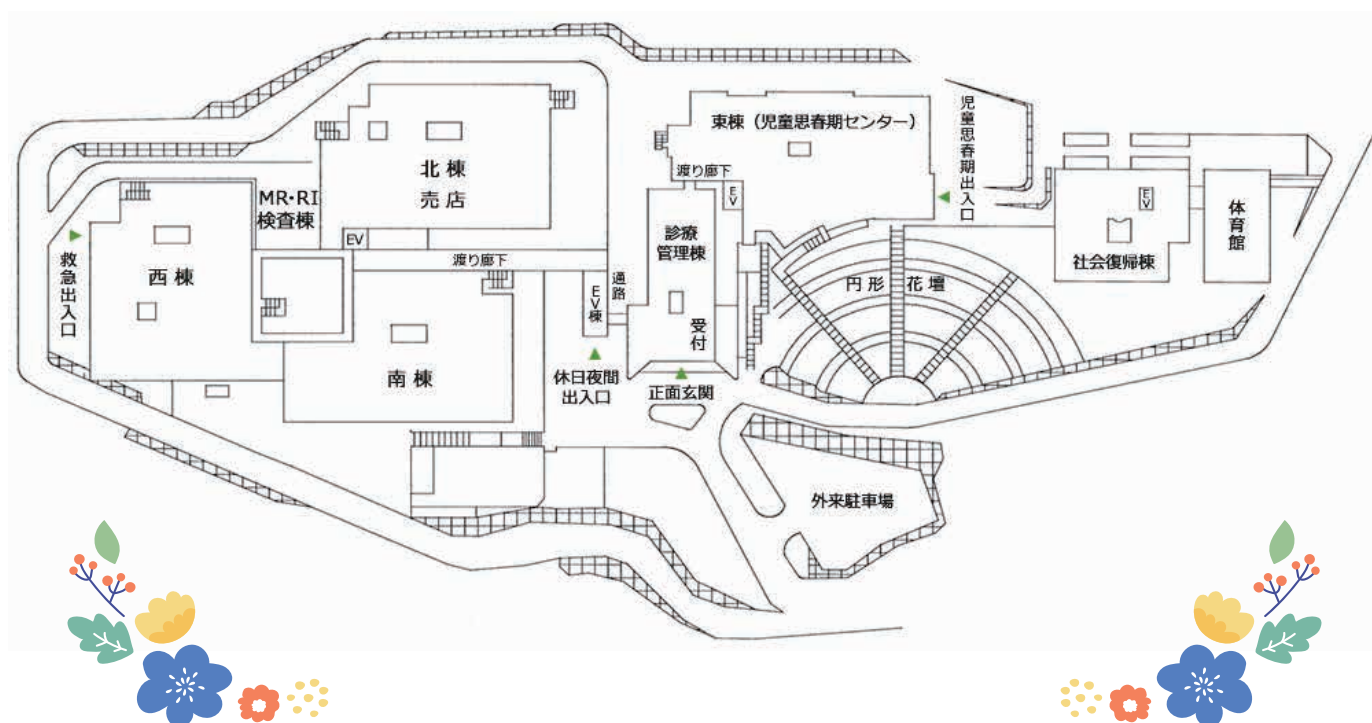 東棟（児童思春期センター）
児童思春期出入口
北棟
売店
渡り廊下
EV
MR・RI
検査棟
EV
体育館
診療
管理棟
社会復帰棟
救急出入口
西棟
EV
渡り廊下
通路
円形花壇
EV棟
受付
南棟
休日夜間
出入口
正面玄関
外来駐車場